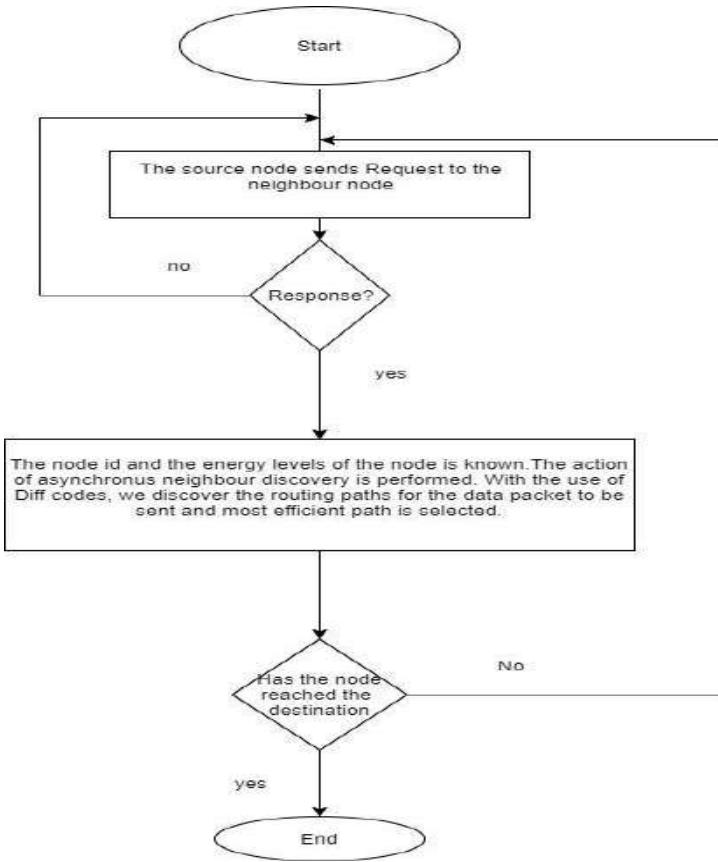 Start
The source node sends Request to the
neighbour node
no
Response?
yes
The node id and the energy levels of the node is known.The action
of asynchronus neighbour discovery is performed. With the use of
Diff codes, we discover the routing paths for the data packet to be
sent and most efficient path is selected.
No
Has the node
reached the
destination
yes
End